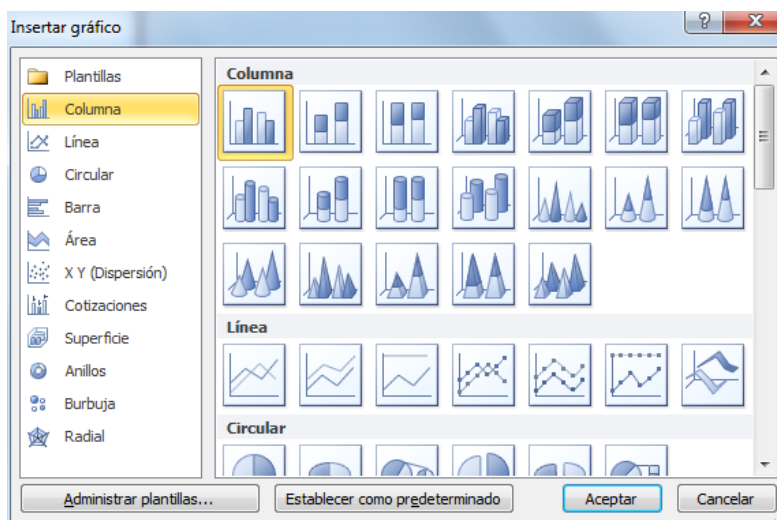 Insertar gráfico
Plantillas
Columna
Línea
Circular
Barra
Área
X Y (Dispersión)
Cotizaciones
Superficie
Anillos
Burbuja
Radial
Columna
Línea
Circular
Administrar plantillas...
Establecer como predeterminado
Aceptar
Cancelar